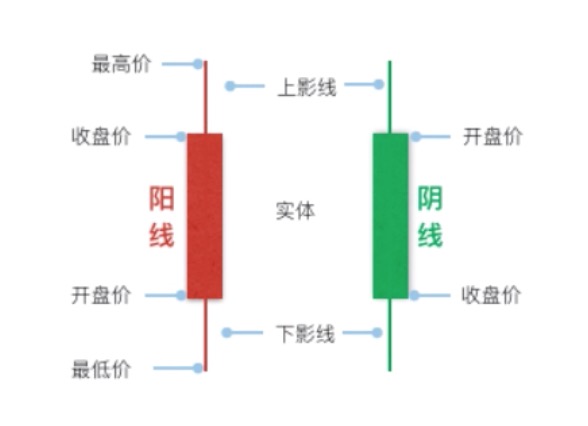 最高价
上影线
收盘价
开盘价
阳线
实体
阴线
开盘价
收盘价
下影线
最低价